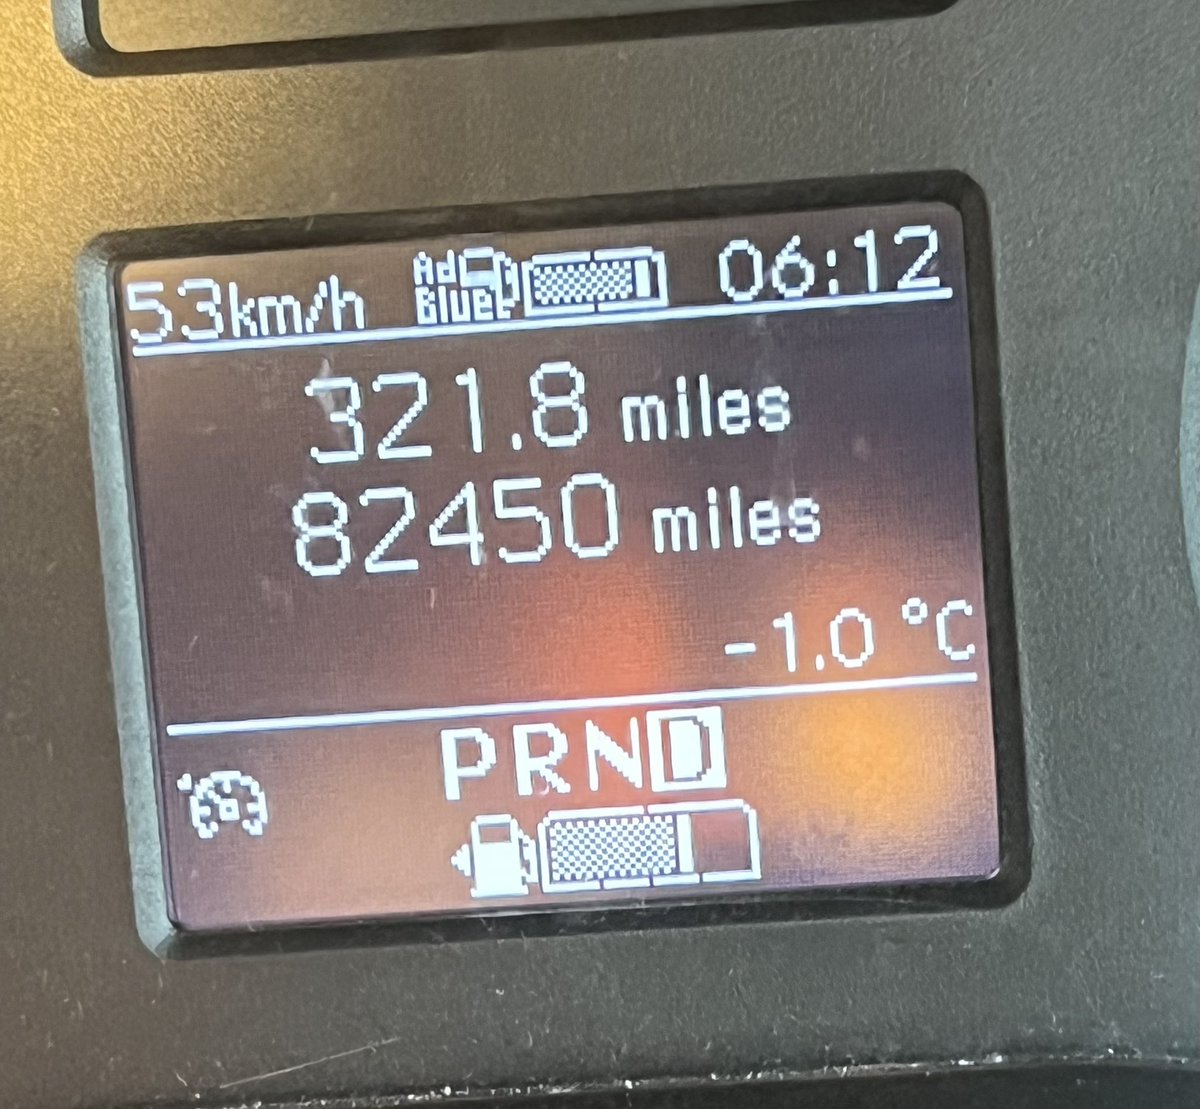 53km/h Ad Blue 06:12
321.8 miles
82450 miles
-1.0 °C
PRND